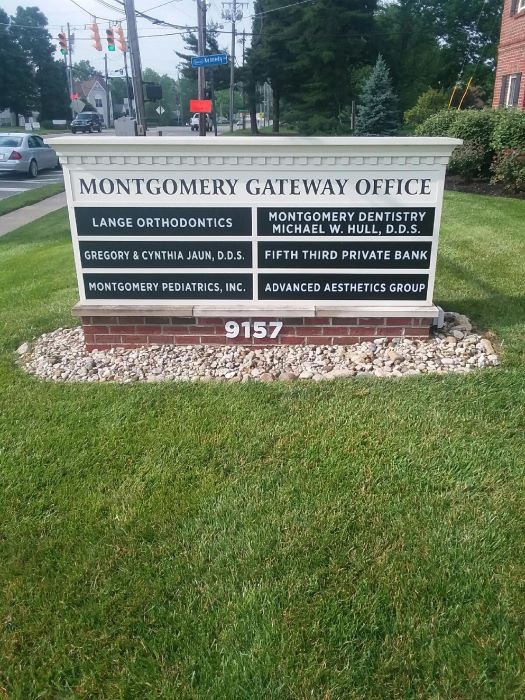 MONTGOMERY GATEWAY OFFICE
LANGE ORTHODONTICS
MONTGOMERY DENTISTRY
MICHAEL W. HULL, D.D.S.
GREGORY & CYNTHIA JAUN, D.D.S.
FIFTH THIRD PRIVATE BANK
MONTGOMERY PEDIATRICS, INC.
ADVANCED AESTHETICS GROUP
9157